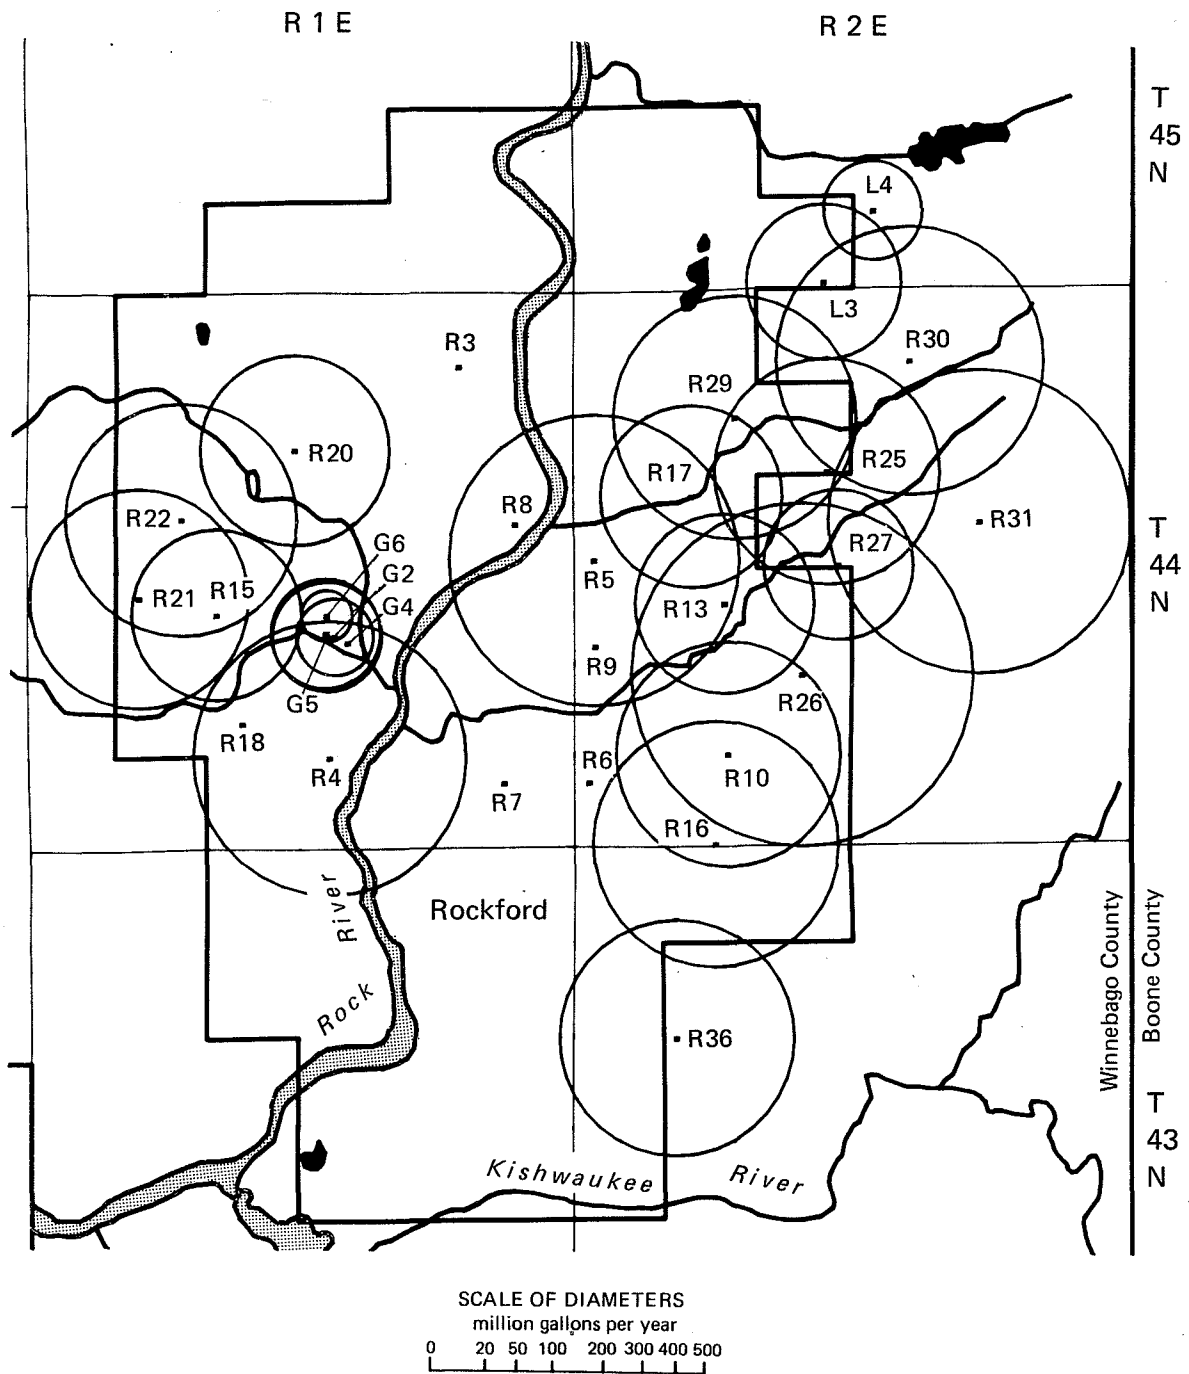 R 1 E
R 2 E
T
45
N
L4
L3
R3
R30
R29
R20
R17
R25
R8
R22
R31
G6
R27
T
44
N
G2
R5
R21
R15
G4
R13
R9
G5
R26
R18
R6
R4
R7
R10
R16
Rockford
River
Rock
R36
Winnebago County
Boone County
T
43
N
Kishwaukee River
SCALE OF DIAMETERS
million gallons per year
0 20 50 100 200 300 400 500